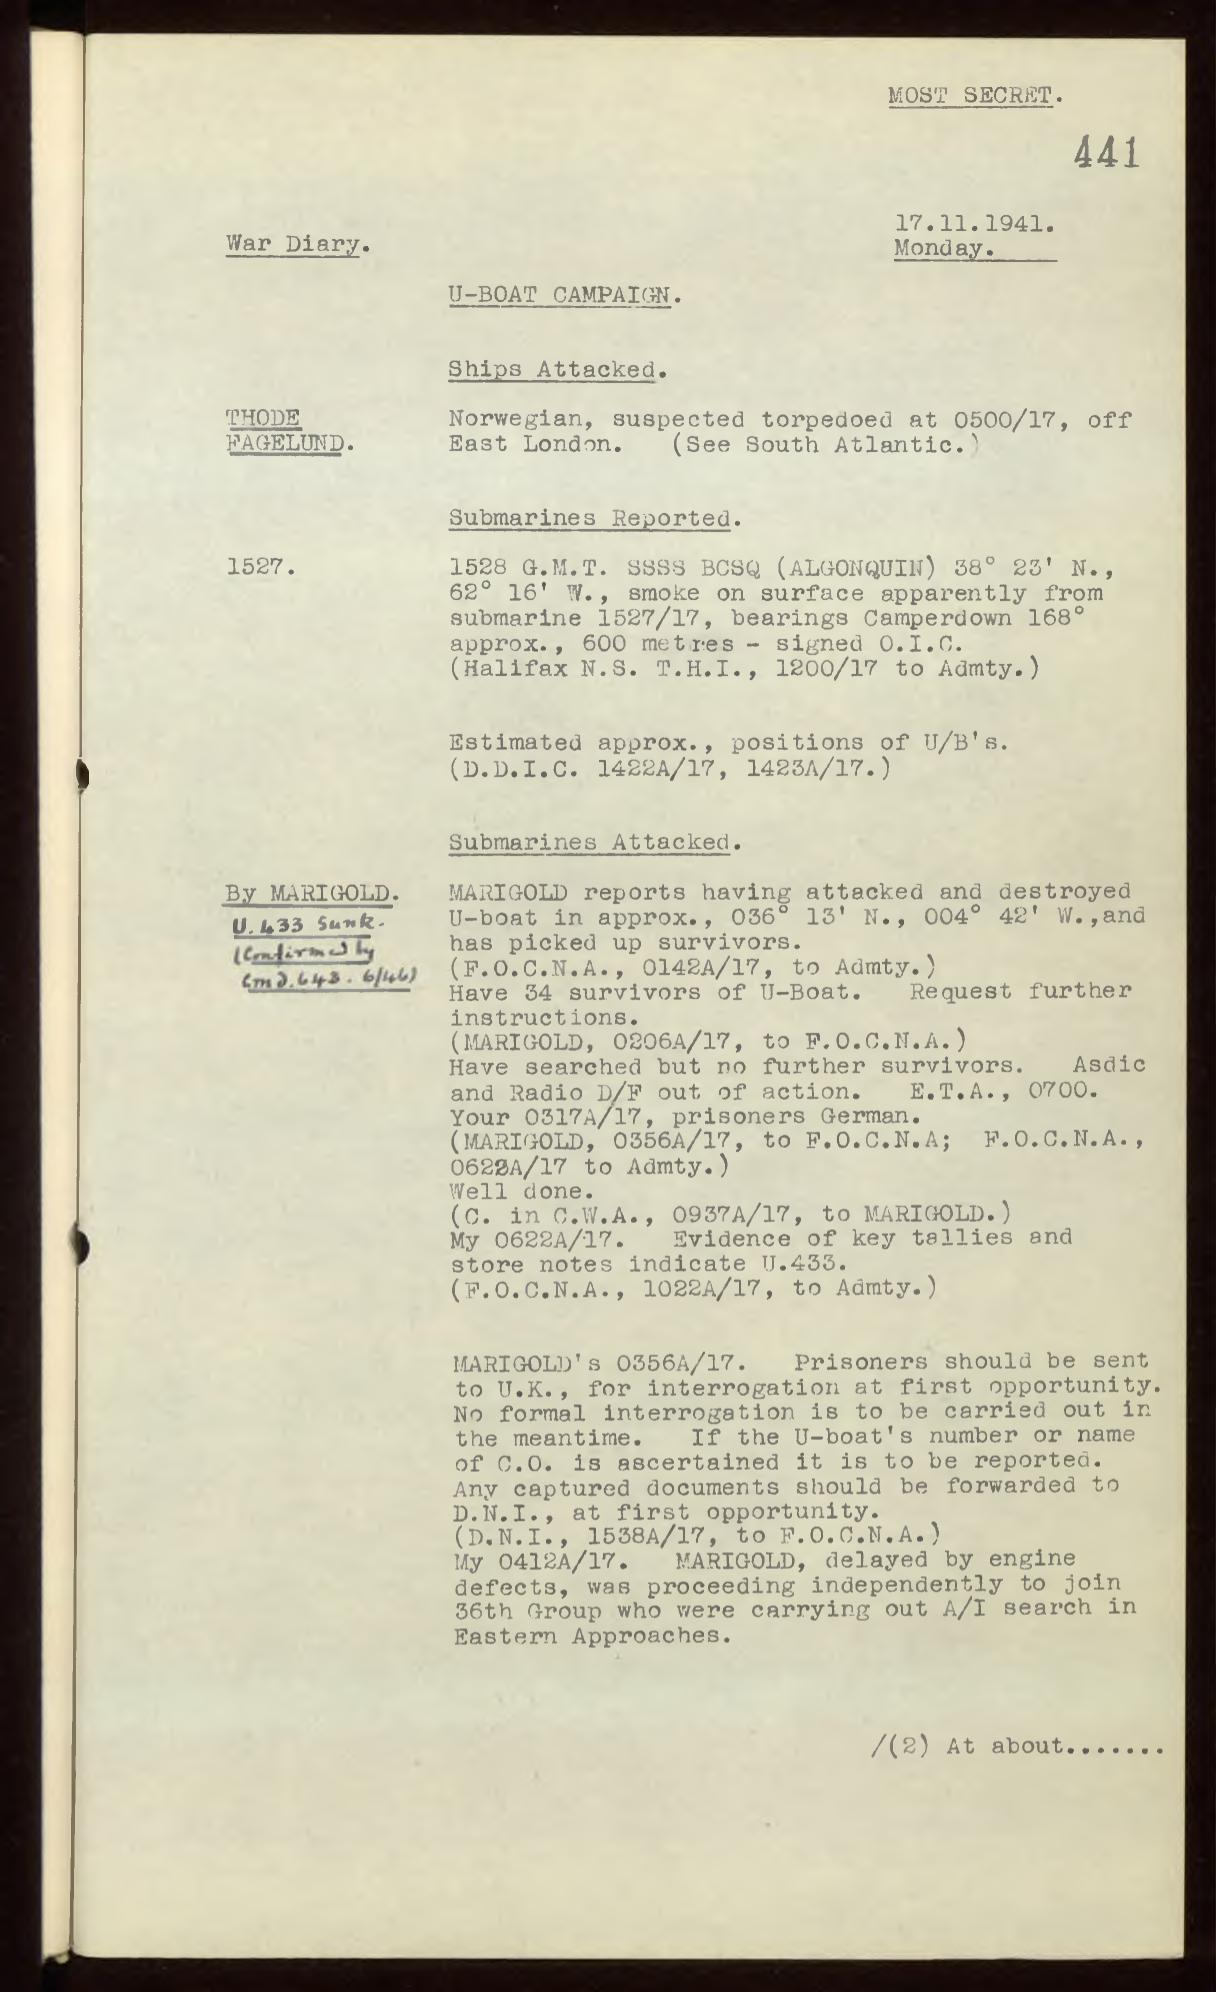 MOST SECRET.
441
17.11.1941.
War Diary.
Monday.
U-BOAT CAMPAIGN.
Ships Attacked.
THODE
FAGELUND.
Norwegian, suspected torpedoed at 0500/17, off
East London. (See South Atlantic.)
Submarines Reported.
1527.
1528 G.M.T. SSSS BCSQ (ALGONQUIN) 38° 23' N.,
62° 16' W., smoke on surface apparently from
submarine 1527/17, bearings Camperdown 168°
approx., 600 metres - signed O.I.C.
(Halifax N.S. T.H.I., 1200/17 to Admty.)
Estimated approx., positions of U/B's.
(D.D.I.C. 1422A/17, 1423A/17.)
Submarines Attacked.
By MARIGOLD.
U.433 Sunk.
(Confirmed by
Cmd.643. 6/46)
MARIGOLD reports having attacked and destroyed
U-boat in approx., 036° 13' N., 004° 42' W.,and
has picked up survivors.
(F.O.C.N.A., 0142A/17, to Admty.)
Have 34 survivors of U-Boat. Request further
instructions.
(MARIGOLD, 0206A/17, to F.O.C.N.A.)
Have searched but no further survivors. Asdic
and Radio D/F out of action. E.T.A., 0700.
Your 0317A/17, prisoners German.
(MARIGOLD, 0356A/17, to F.O.C.N.A; F.O.C.N.A.,
0622A/17 to Admty.)
Well done.
(C. in C.W.A., 0937A/17, to MARIGOLD.)
My 0622A/17. Evidence of key tallies and
store notes indicate U.433.
(F.O.C.N.A., 1022A/17, to Admty.)
MARIGOLD's 0356A/17. Prisoners should be sent
to U.K., for interrogation at first opportunity.
No formal interrogation is to be carried out in
the meantime. If the U-boat's number or name
of C.O. is ascertained it is to be reported.
Any captured documents should be forwarded to
D.N.I., at first opportunity.
(D.N.I., 1538A/17, to F.O.C.N.A.)
My 0412A/17. MARIGOLD, delayed by engine
defects, was proceeding independently to join
36th Group who were carrying out A/I search in
Eastern Approaches.
/(2) At about.......